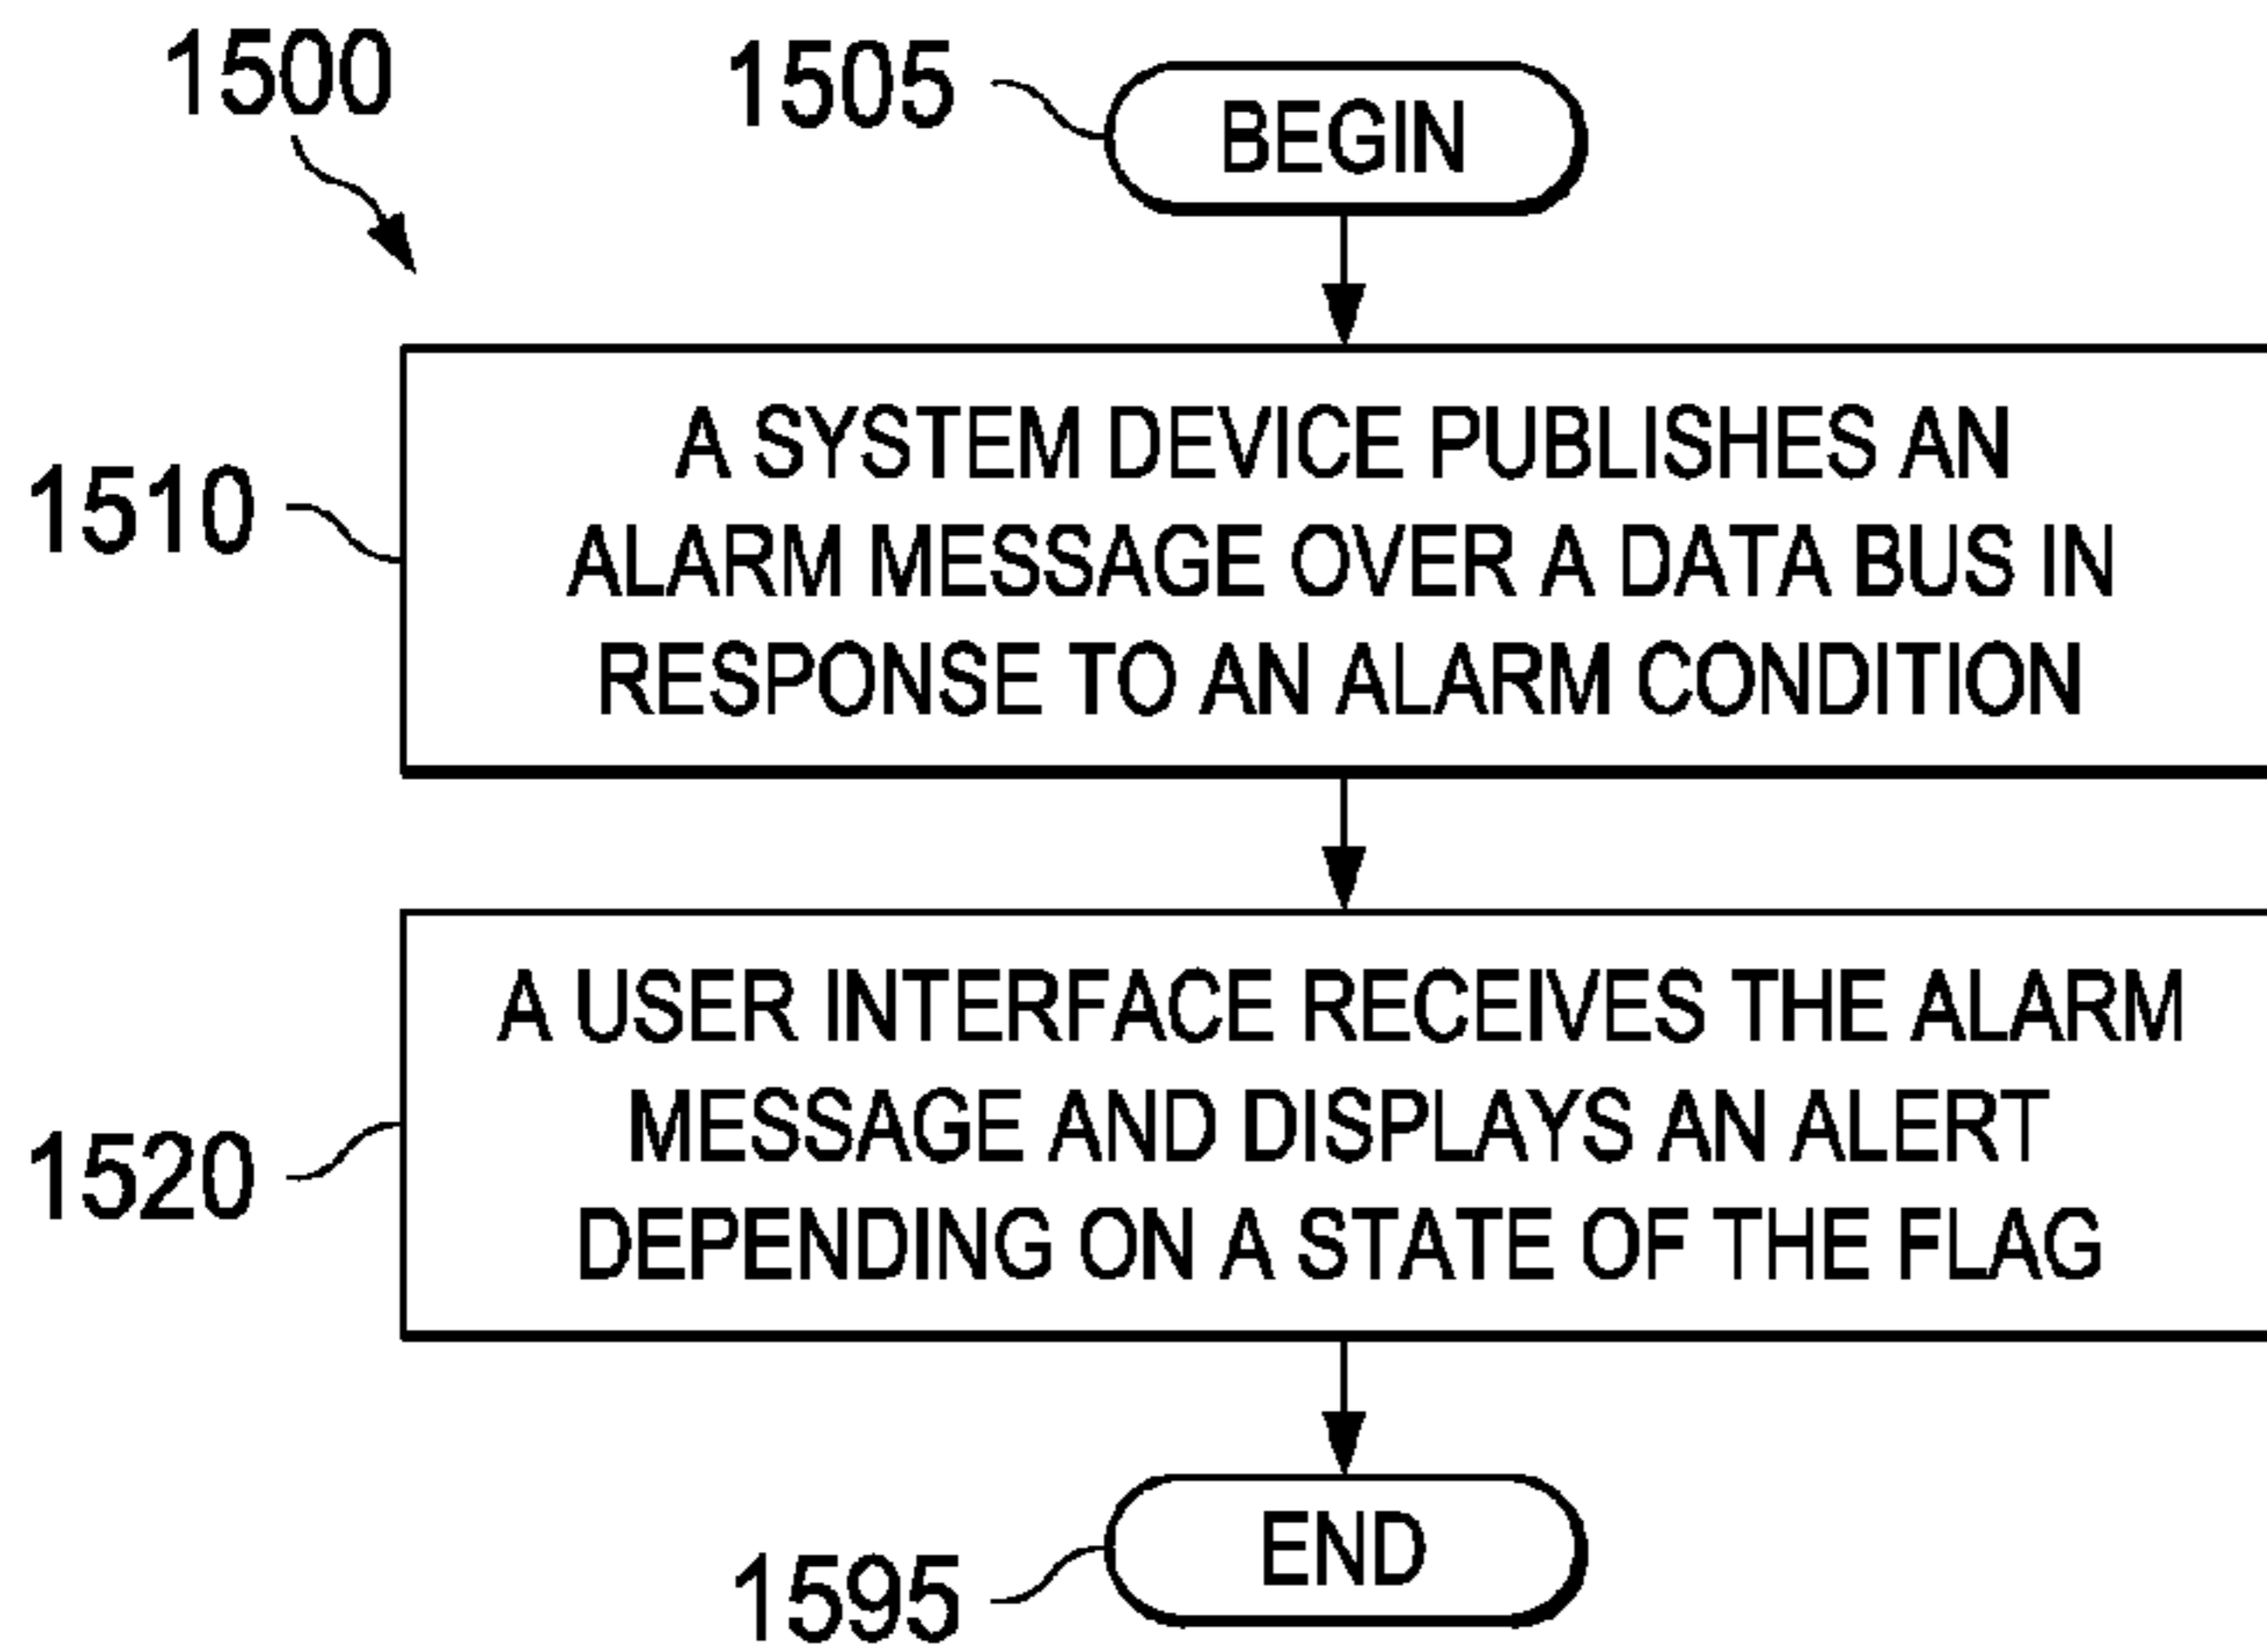 1500
1505
BEGIN
1510
A SYSTEM DEVICE PUBLISHES AN
ALARM MESSAGE OVER A DATA BUS IN
RESPONSE TO AN ALARM CONDITION
1520
A USER INTERFACE RECEIVES THE ALARM
MESSAGE AND DISPLAYS AN ALERT
DEPENDING ON A STATE OF THE FLAG
1595
END